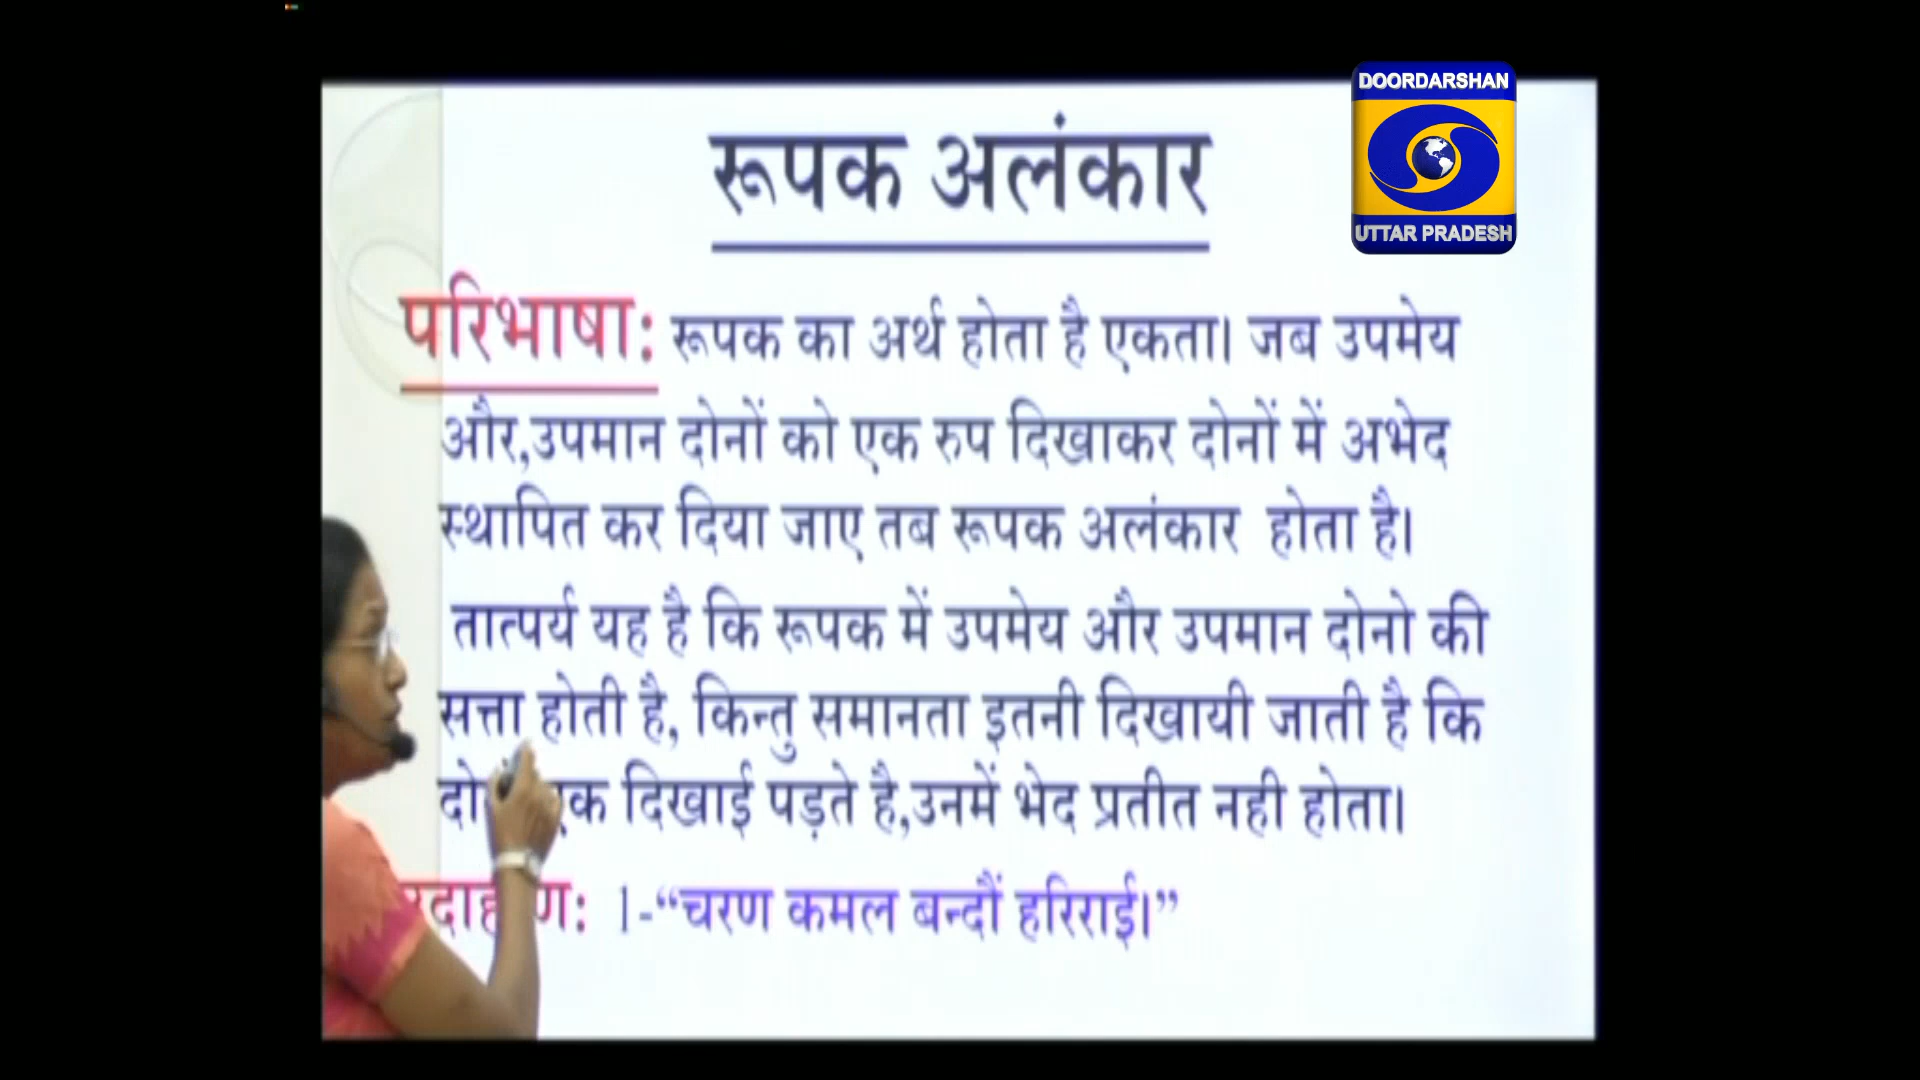 DOORDARSHAN
UTTAR PRADESH
रूपक अलंकार
परिभाषा: रूपक का अर्थ होता है एकता। जब उपमेय
और,उपमान दोनों को एक रुप दिखाकर दोनों में अभेद
स्थापित कर दिया जाए तब रूपक अलंकार होता है।
तात्पर्य यह है कि रूपक में उपमेय और उपमान दोनो की
सत्ता होती है, किन्तु समानता इतनी दिखायी जाती है कि
दिखाई पड़ते है,उनमें भेद प्रतीत नही होता।
1-“चरण कमल बन्दौं हरिराई।”